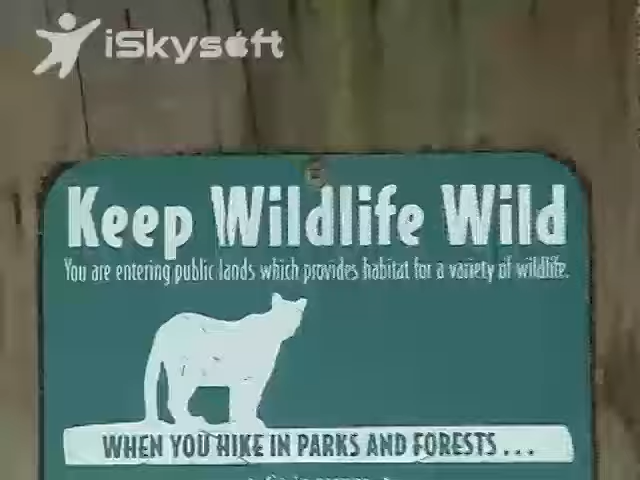 iSkysoft
Keep Wildlife Wild
You are entering public lands which provides habitat for a variety of wildlife.
WHEN YOU HIKE IN PARKS AND FORESTS...